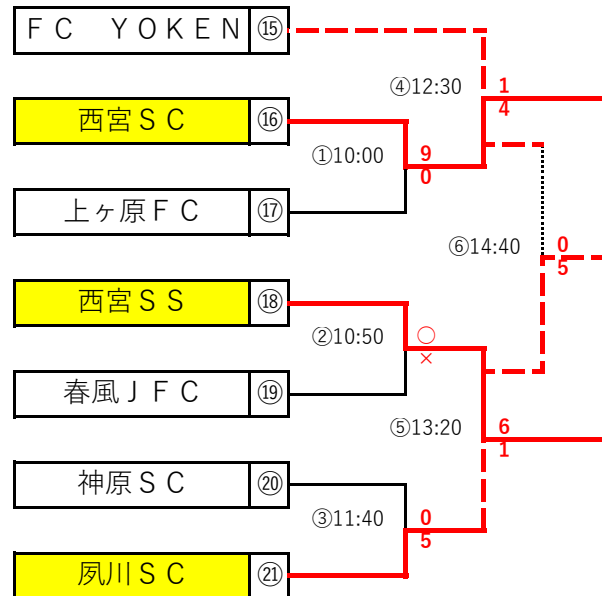 ＦＣ　ＹＯＫＥＮ ⑮
④12:30
1
4
西宮ＳＣ ⑯
①10:00
9
0
上ヶ原ＦＣ ⑰
⑥14:40
0
5
西宮ＳＳ ⑱
②10:50
○
×
春風ＪＦＣ ⑲
⑤13:20
6
1
神原ＳＣ ⑳
③11:40
0
5
夙川ＳＣ ㉑